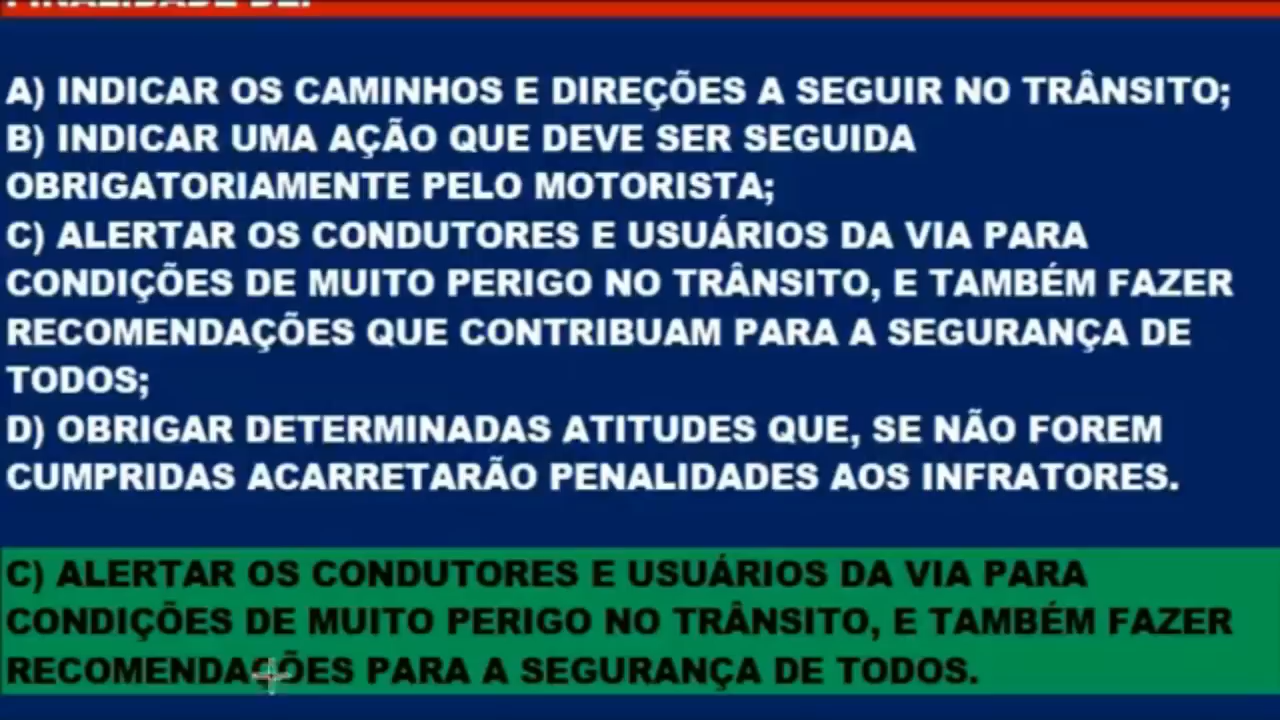 FINALIDADE DE:
A) INDICAR OS CAMINHOS E DIREÇÕES A SEGUIR NO TRÂNSITO;
B) INDICAR UMA AÇÃO QUE DEVE SER SEGUIDA
OBRIGATORIAMENTE PELO MOTORISTA;
C) ALERTAR OS CONDUTORES E USUÁRIOS DA VIA PARA
CONDIÇÕES DE MUITO PERIGO NO TRÂNSITO, E TAMBÉM FAZER
RECOMENDAÇÕES QUE CONTRIBUAM PARA A SEGURANÇA DE
TODOS;
D) OBRIGAR DETERMINADAS ATITUDES QUE, SE NÃO FOREM
CUMPRIDAS ACARRETARÃO PENALIDADES AOS INFRATORES.
C) ALERTAR OS CONDUTORES E USUÁRIOS DA VIA PARA
CONDIÇÕES DE MUITO PERIGO NO TRÂNSITO, E TAMBÉM FAZER
RECOMENDAÇÕES PARA A SEGURANÇA DE TODOS.